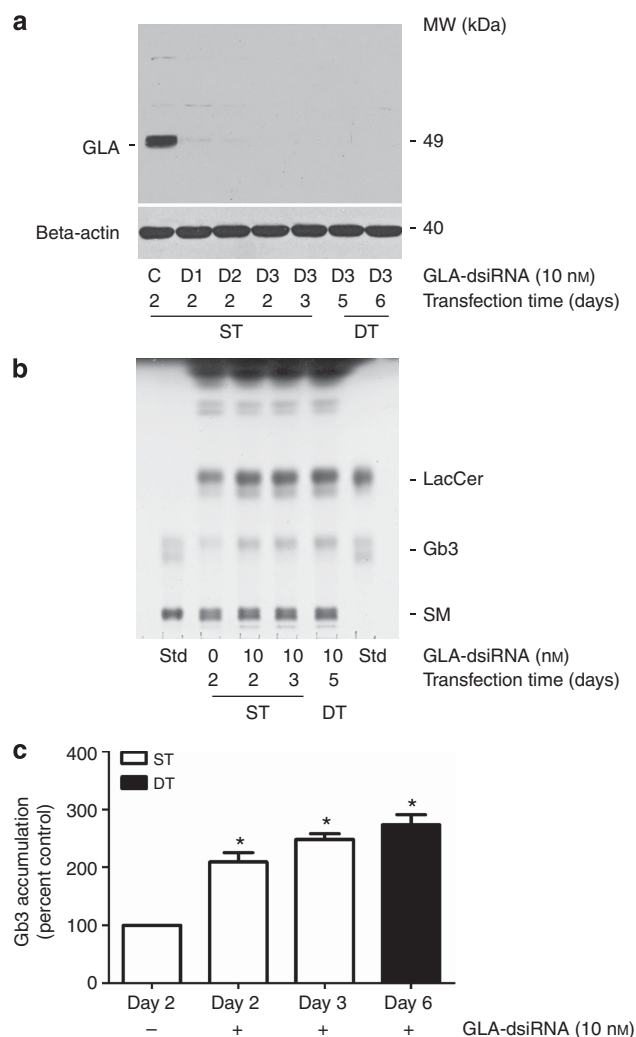 a
MW (kDa)
GLA
- 49
Beta-actin
- 40
C D1 D2 D3 D3 D3 D3 GLA-dsiRNA (10 nM)
2 2 2 2 3 5 6 Transfection time (days)
ST DT
b
- LacCer
- Gb3
- SM
Std 0 10 10 10 Std GLA-dsiRNA (nM)
2 2 3 5 Transfection time (days)
ST DT
c
400
300
200
100
0
Gb3 accumulation
(percent control)
ST
DT
* * *
Day 2 Day 2 Day 3 Day 6
– + + + GLA-dsiRNA (10 nM)